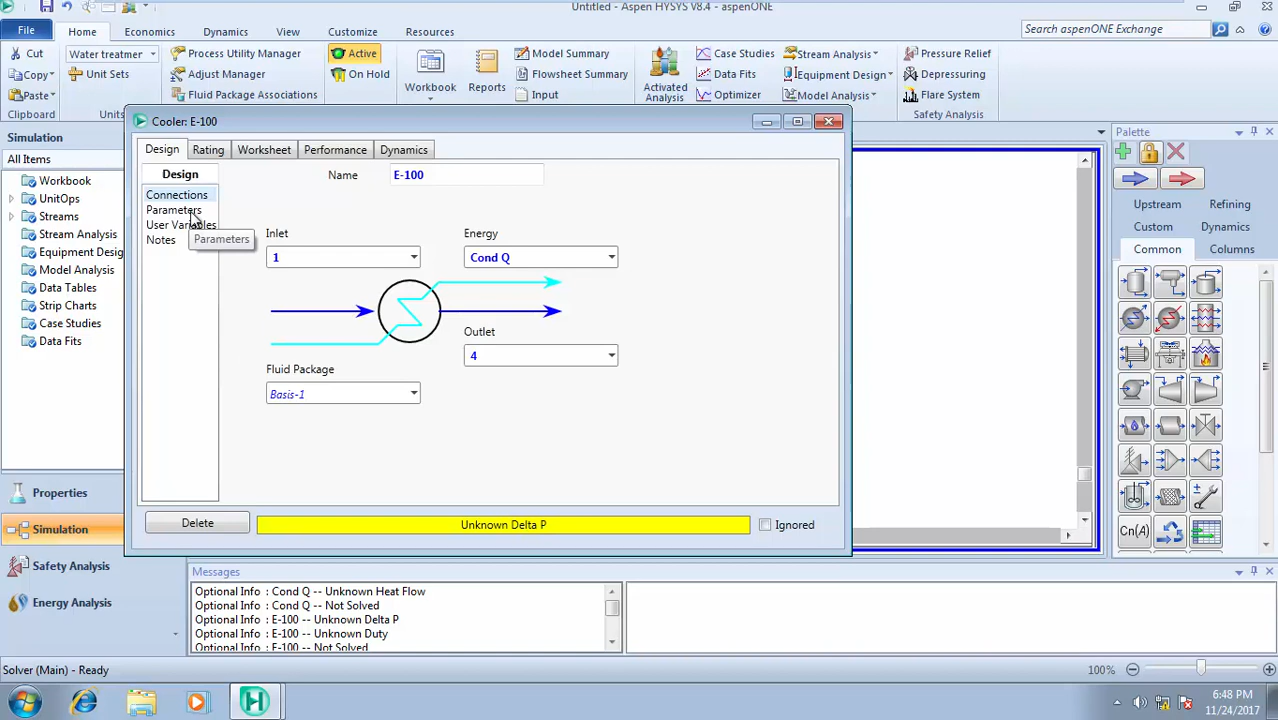 Untitled - Aspen HYSYS V8.4 - aspenONE
File Home Economics Dynamics View Customize Resources
Search aspenONE Exchange
Cut
Copy
Paste
Clipboard
Water treatmer
Unit Sets
Units
Process Utility Manager
Adjust Manager
Fluid Package Associations
Active
On Hold
Workbook
Reports
Model Summary
Flowsheet Summary
Input
Activated
Analysis
Case Studies
Data Fits
Optimizer
Stream Analysis
Equipment Design
Model Analysis
Pressure Relief
Depressuring
Flare System
Safety Analysis
Simulation
All Items
Workbook
UnitOps
Streams
Stream Analysis
Equipment Desig
Model Analysis
Data Tables
Strip Charts
Case Studies
Data Fits
Properties
Simulation
Safety Analysis
Energy Analysis
Cooler: E-100
Design Rating Worksheet Performance Dynamics
Design
Connections
Parameters
User Variables
Notes
Parameters
Name E-100
Inlet
1
Energy
Cond Q
Outlet
4
Fluid Package
Basis-1
Delete
Unknown Delta P
Ignored
Palette
Upstream Refining
Custom Dynamics
Common Columns
Cn(A)
Messages
Optional Info : Cond Q -- Unknown Heat Flow
Optional Info : Cond Q -- Not Solved
Optional Info : E-100 -- Unknown Delta P
Optional Info : E-100 -- Unknown Duty
Optional Info : E-100 -- Not Solved
Solver (Main) - Ready
100%
6:48 PM
11/24/2017